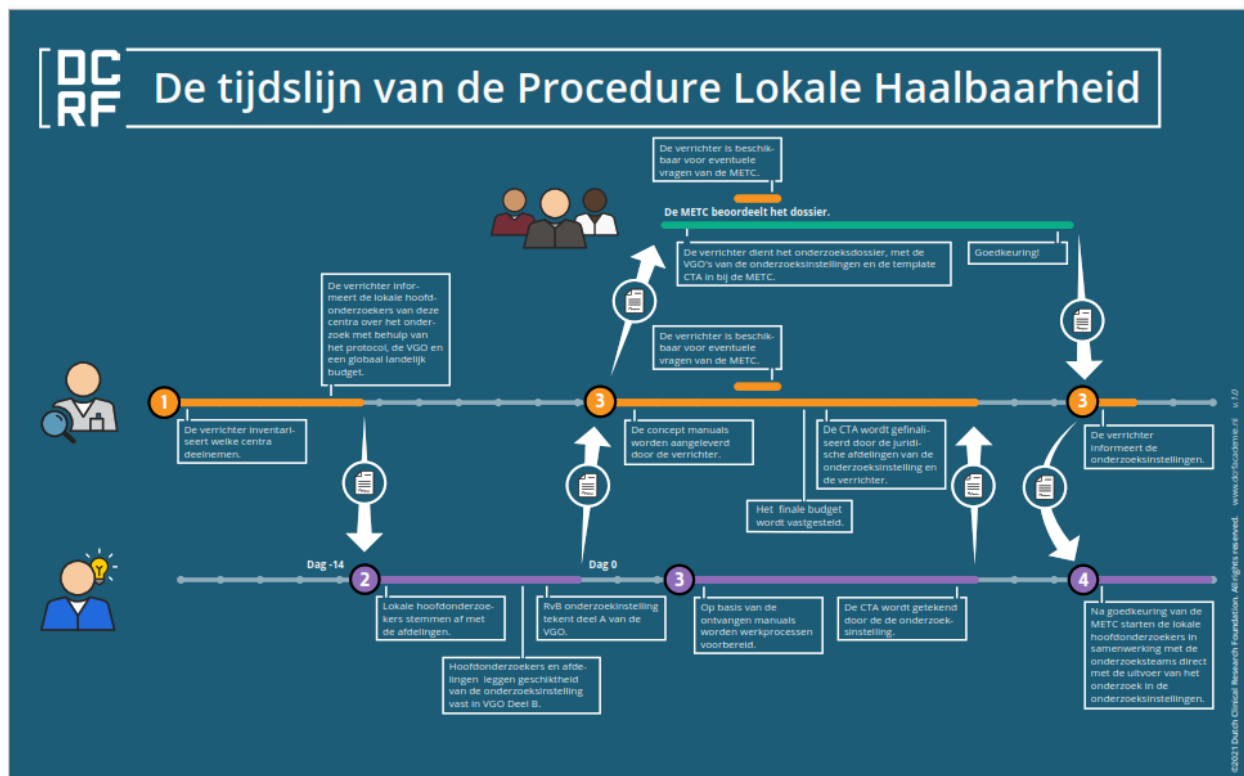 DC
RF
De tijdslijn van de Procedure Lokale Haalbaarheid
De verrichter is beschik-
baar voor eventuele
vragen van de METC.
De METC beoordeelt het dossier.
De verrichter dient het onderzoeksdossier, met de
VGO's van de onderzoeksinstellingen en de template
CTA in bij de METC.
Goedkeuring!
De verrichter infor-
meert de lokale hoofd-
onderzoekers van deze
centra over het onder-
zoek met behulp van
het protocol, de VGO en
een globaal landelijk
budget.
De verrichter is beschik-
baar voor eventuele
vragen van de METC.
1
3
3
De verrichter inventari-
seert welke centra
deelnemen.
De concept manuals
worden aangeleverd
door de verrichter.
De CTA wordt gefinali-
seerd door de juridi-
sche afdelingen van de
onderzoeksinstelling en
de verrichter.
De verrichter
informeert de
onderzoeksinstellingen.
Het finale budget
wordt vastgesteld.
Dag -14
Dag 0
2
3
4
Lokale hoofdonderzoe-
kers stemmen af met
de afdelingen.
RvB onderzoekinstelling
tekent deel A van de
VGO.
Op basis van de
ontvangen manuals
worden werkprocessen
voorbereid.
De CTA wordt getekend
door de de onderzoek-
sinstelling.
Na goedkeuring van de
METC starten de lokale
hoofdonderzoekers in
samenwerking met de
onderzoeksteams direct
met de uitvoer van het
onderzoek in de
onderzoeksinstellingen.
Hoofdonderzoekers en afde-
lingen leggen geschiktheid
van de onderzoeksinstelling
vast in VGO Deel B.
©2021 Dutch Clinical Research Foundation. All rights reserved. www.dcrfacademie.nl v.1.0